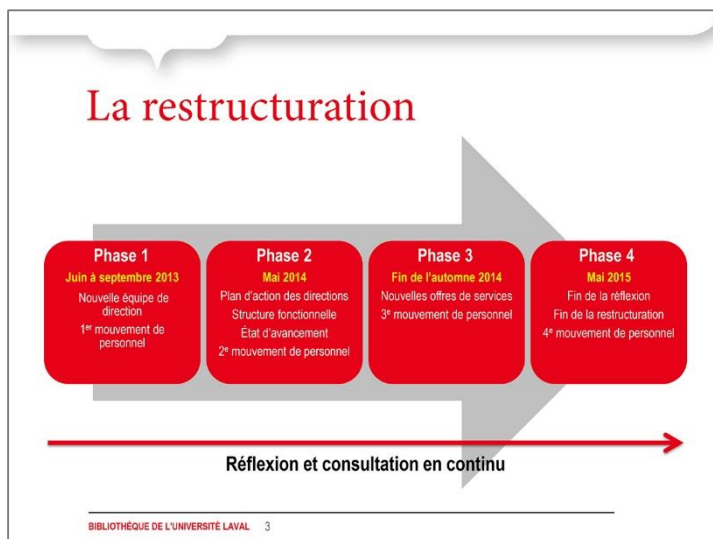 La restructuration
Phase 1
Juin à septembre 2013
Nouvelle équipe de
direction
1er mouvement de
personnel
Phase 2
Mai 2014
Plan d'action des directions
Structure fonctionnelle
État d'avancement
2e mouvement de personnel
Phase 3
Fin de l'automne 2014
Nouvelles offres de services
3e mouvement de personnel
Phase 4
Mai 2015
Fin de la réflexion
Fin de la restructuration
4e mouvement de personnel
Réflexion et consultation en continu
BIBLIOTHÈQUE DE L'UNIVERSITÉ LAVAL 3